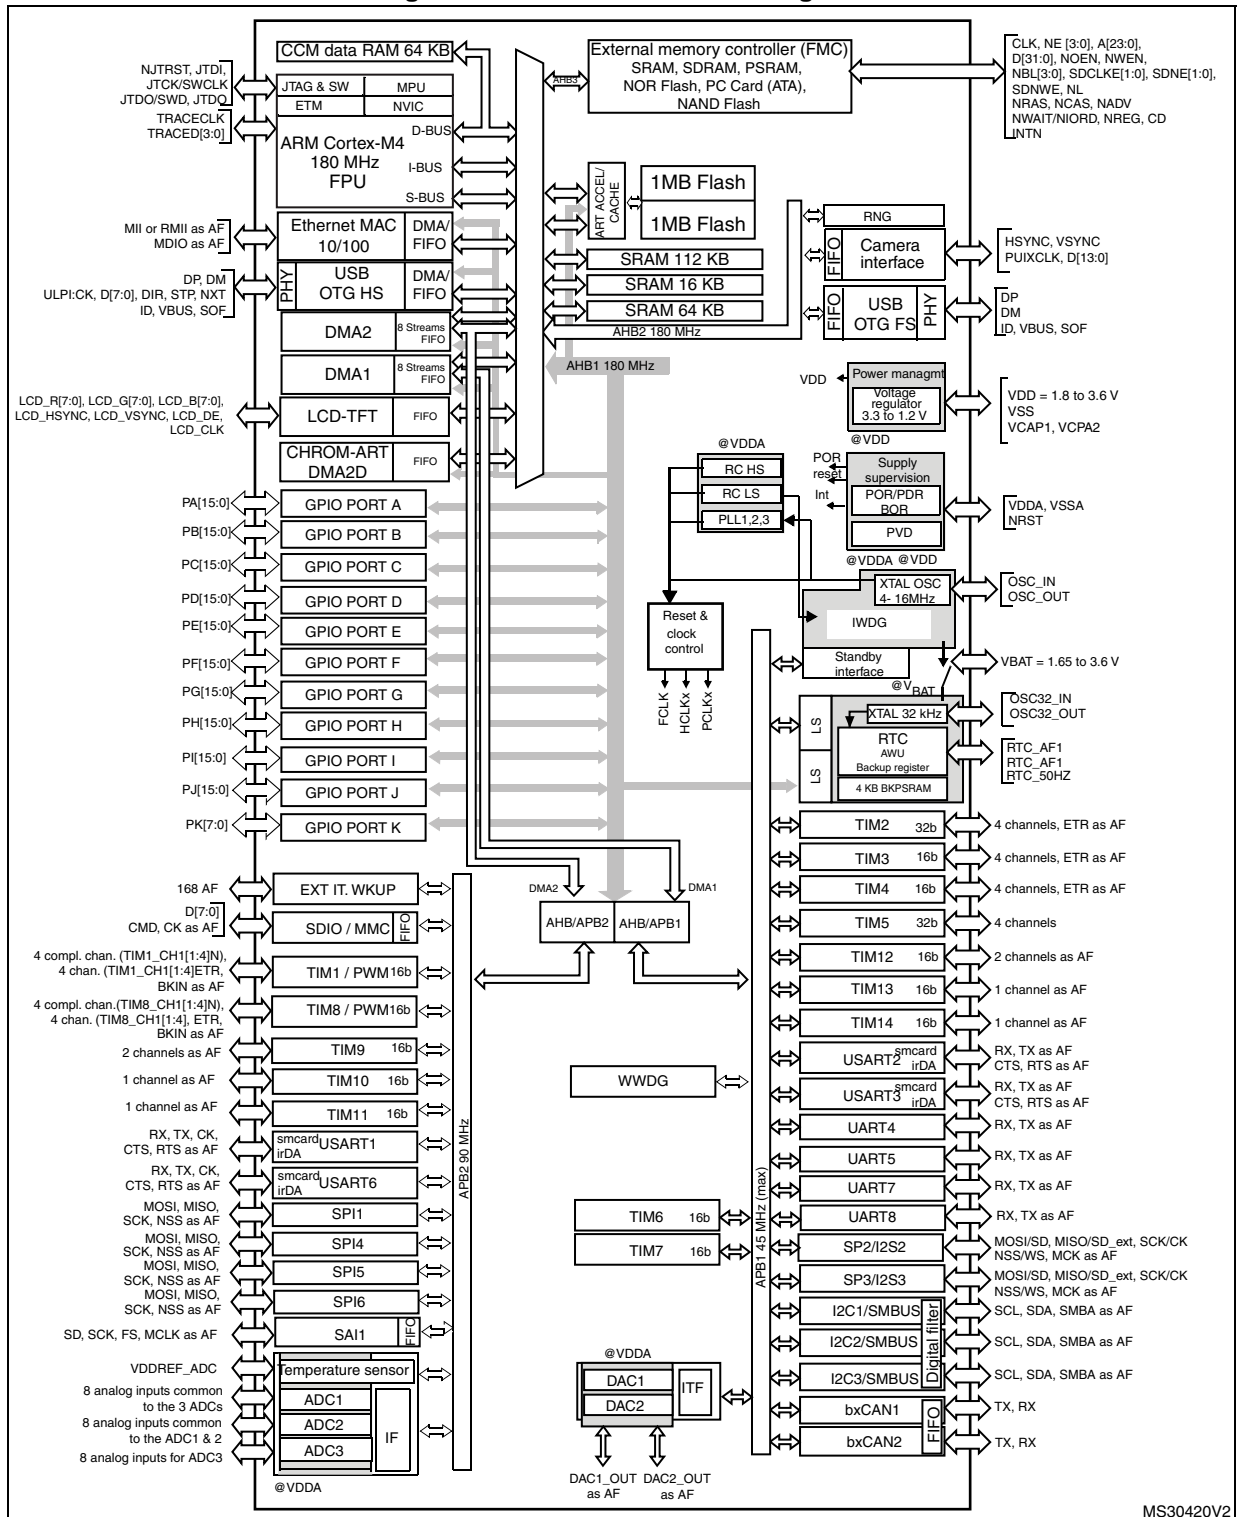 CCM data RAM 64 KB
External memory controller (FMC)
SRAM, SDRAM, PSRAM,
NOR Flash, PC Card (ATA),
NAND Flash
AHB3
CLK, NE [3:0], A[23:0],
D[31:0], NOEN, NWEN,
NBL[3:0], SDCLKE[1:0], SDNE[1:0],
SDNWE, NL
NRAS, NCAS, NADV
NWAIT/NIORD, NREG, CD
INTN
NJTRST, JTDI,
JTCK/SWCLK
JTDO/SWD, JTDO
TRACECLK
TRACED[3:0]
JTAG & SW
MPU
ETM
NVIC
ARM Cortex-M4
180 MHz
FPU
D-BUS
I-BUS
S-BUS
ART ACCEL/
CACHE
1MB Flash
1MB Flash
MII or RMII as AF
MDIO as AF
Ethernet MAC
10/100
DMA/
FIFO
DP, DM
ULPI:CK, D[7:0], DIR, STP, NXT
ID, VBUS, SOF
PHY
USB
OTG HS
DMA/
FIFO
SRAM 112 KB
SRAM 16 KB
SRAM 64 KB
RNG
FIFO
Camera
interface
HSYNC, VSYNC
PUIXCLK, D[13:0]
FIFO
USB
OTG FS
PHY
DP
DM
ID, VBUS, SOF
DMA2
8 Streams
FIFO
AHB2 180 MHz
DMA1
8 Streams
FIFO
AHB1 180 MHz
LCD_R[7:0], LCD_G[7:0], LCD_B[7:0],
LCD_HSYNC, LCD_VSYNC, LCD_DE,
LCD_CLK
LCD-TFT
FIFO
CHROM-ART
DMA2D
FIFO
VDD
Power managmt
Voltage
regulator
3.3 to 1.2 V
@VDD
VDD = 1.8 to 3.6 V
VSS
VCAP1, VCPA2
@VDDA
RC HS
RC LS
PLL1,2,3
POR
reset
Int
Supply
supervision
POR/PDR
BOR
PVD
@VDDA
@VDD
VDDA, VSSA
NRST
PA[15:0]
GPIO PORT A
PB[15:0]
GPIO PORT B
PC[15:0]
GPIO PORT C
PD[15:0]
GPIO PORT D
PE[15:0]
GPIO PORT E
PF[15:0]
GPIO PORT F
PG[15:0]
GPIO PORT G
PH[15:0]
GPIO PORT H
PI[15:0]
GPIO PORT I
PJ[15:0]
GPIO PORT J
PK[7:0]
GPIO PORT K
XTAL OSC
4- 16MHz
OSC_IN
OSC_OUT
IWDG
Reset &
clock
control
FCLK
HCLKx
PCLKx
Standby
interface
VBAT = 1.65 to 3.6 V
@VBAT
LS
LS
XTAL 32 kHz
OSC32_IN
OSC32_OUT
RTC
AWU
Backup register
4 KB BKPSRAM
RTC_AF1
RTC_AF1
RTC_50HZ
DMA2
DMA1
AHB/APB2
AHB/APB1
168 AF
EXT IT. WKUP
D[7:0]
CMD, CK as AF
SDIO / MMC
FIFO
4 compl. chan. (TIM1_CH1[1:4]N),
4 chan. (TIM1_CH1[1:4]ETR,
BKIN as AF
TIM1 / PWM
16b
4 compl. chan.(TIM8_CH1[1:4]N),
4 chan. (TIM8_CH1[1:4], ETR,
BKIN as AF
TIM8 / PWM
16b
2 channels as AF
TIM9
16b
1 channel as AF
TIM10
16b
1 channel as AF
TIM11
16b
RX, TX, CK,
CTS, RTS as AF
smcard
irDA
USART1
RX, TX, CK,
CTS, RTS as AF
smcard
irDA
USART6
MOSI, MISO,
SCK, NSS as AF
SPI1
MOSI, MISO,
SCK, NSS as AF
SPI4
MOSI, MISO,
SCK, NSS as AF
SPI5
MOSI, MISO,
SCK, NSS as AF
SPI6
SD, SCK, FS, MCLK as AF
SAI1
FIFO
VDDREF_ADC
Temperature sensor
8 analog inputs common
to the 3 ADCs
ADC1
8 analog inputs common
to the ADC1 & 2
ADC2
8 analog inputs for ADC3
ADC3
IF
@VDDA
APB2 90 MHz
WWDG
TIM6
16b
TIM7
16b
@VDDA
DAC1
DAC2
ITF
DAC1_OUT
as AF
DAC2_OUT
as AF
APB1 45 MHz (max)
TIM2
32b
4 channels, ETR as AF
TIM3
16b
4 channels, ETR as AF
TIM4
16b
4 channels, ETR as AF
TIM5
32b
4 channels
TIM12
16b
2 channels as AF
TIM13
16b
1 channel as AF
TIM14
16b
1 channel as AF
USART2
smcard
irDA
RX, TX as AF
CTS, RTS as AF
USART3
smcard
irDA
RX, TX as AF
CTS, RTS as AF
UART4
RX, TX as AF
UART5
RX, TX as AF
UART7
RX, TX as AF
UART8
RX, TX as AF
SP2/I2S2
MOSI/SD, MISO/SD_ext, SCK/CK
NSS/WS, MCK as AF
SP3/I2S3
MOSI/SD, MISO/SD_ext, SCK/CK
NSS/WS, MCK as AF
I2C1/SMBUS
SCL, SDA, SMBA as AF
I2C2/SMBUS
SCL, SDA, SMBA as AF
I2C3/SMBUS
SCL, SDA, SMBA as AF
Digital filter
bxCAN1
TX, RX
bxCAN2
TX, RX
FIFO
MS30420V2